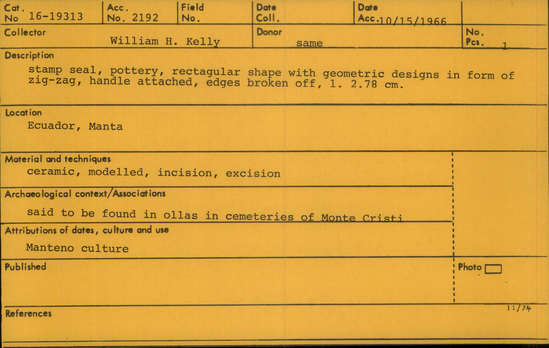 Cat. No 16-19313 Acc. No. 2192 Field No. Date Coll. Date Acc. 10/15/1966
Collector William H. Kelly Donor same No. Pcs. 1
Description
stamp seal, pottery, rectagular shape with geometric designs in form of
zig-zag, handle attached, edges broken off, l. 2.78 cm.
Location
Ecuador, Manta
Material and techniques
ceramic, modelled, incision, excision
Archaeological context/Associations
said to be found in ollas in cemeteries of Monte Cristi
Attributions of dates, culture and use
Manteno culture
Published Photo
References 11/74